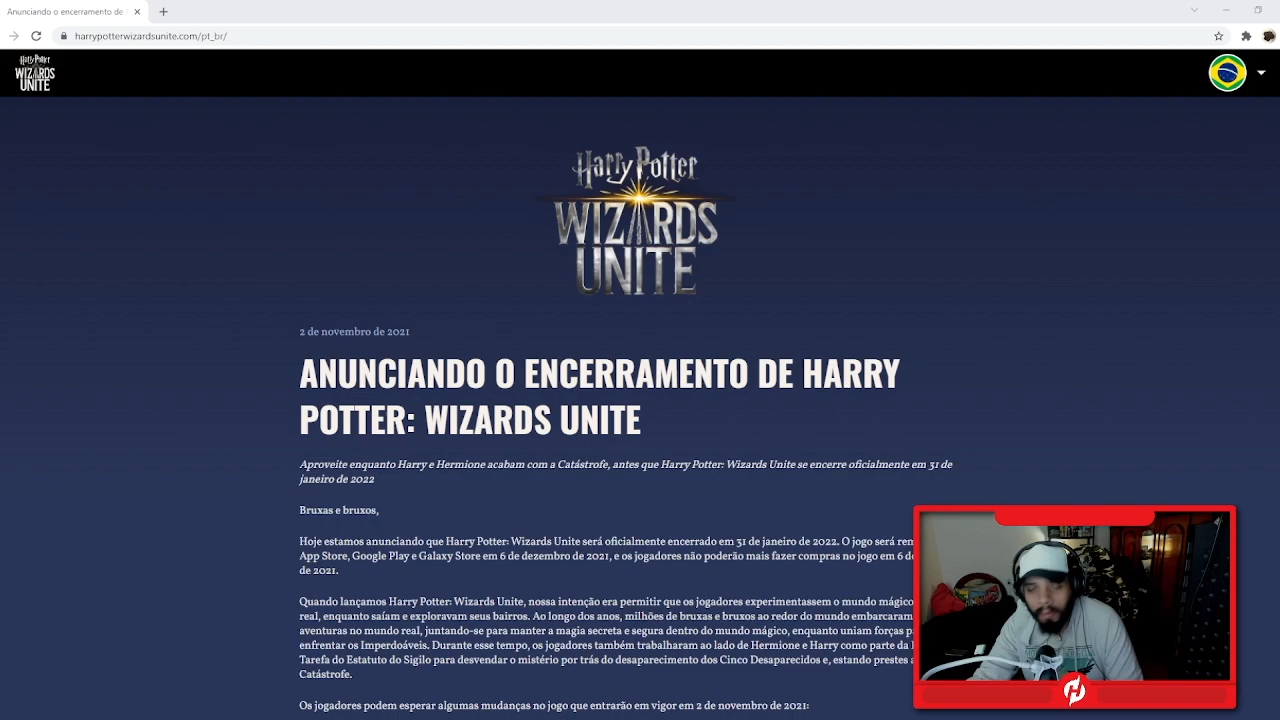 Anunciando o encerramento de
harrypotterwizardsunite.com/pt_br/
Harry Potter
WIZARDS
UNITE
Harry Potter
WIZARDS
UNITE
2 de novembro de 2021
ANUNCIANDO O ENCERRAMENTO DE HARRY
POTTER: WIZARDS UNITE
Aproveite enquanto Harry e Hermione acabam com a Catástrofe, antes que Harry Potter: Wizards Unite se encerre oficialmente em 31 de
janeiro de 2022
Bruxas e bruxos,
Hoje estamos anunciando que Harry Potter: Wizards Unite será oficialmente encerrado em 31 de janeiro de 2022. O jogo será
App Store, Google Play e Galaxy Store em 6 de dezembro de 2021, e os jogadores não poderão mais fazer compras no jogo em 6
de 2021.
Quando lançamos Harry Potter: Wizards Unite, nossa intenção era permitir que os jogadores experimentassem o mundo mágico
real, enquanto saíam e exploravam seus bairros. Ao longo dos anos, milhões de bruxas e bruxos ao redor do mundo embarcaram
aventuras no mundo real, juntando-se para manter a magia secreta e segura dentro do mundo mágico, enquanto uniam forças
enfrentar os Imperdoáveis. Durante esse tempo, os jogadores também trabalharam ao lado de Hermione e Harry como parte da
Tarefa do Estatuto do Sigilo para desvendar o mistério por trás do desaparecimento dos Cinco Desaparecidos e, estando prestes
Catástrofe.
Os jogadores podem esperar algumas mudanças no jogo que entrarão em vigor em 2 de novembro de 2021: